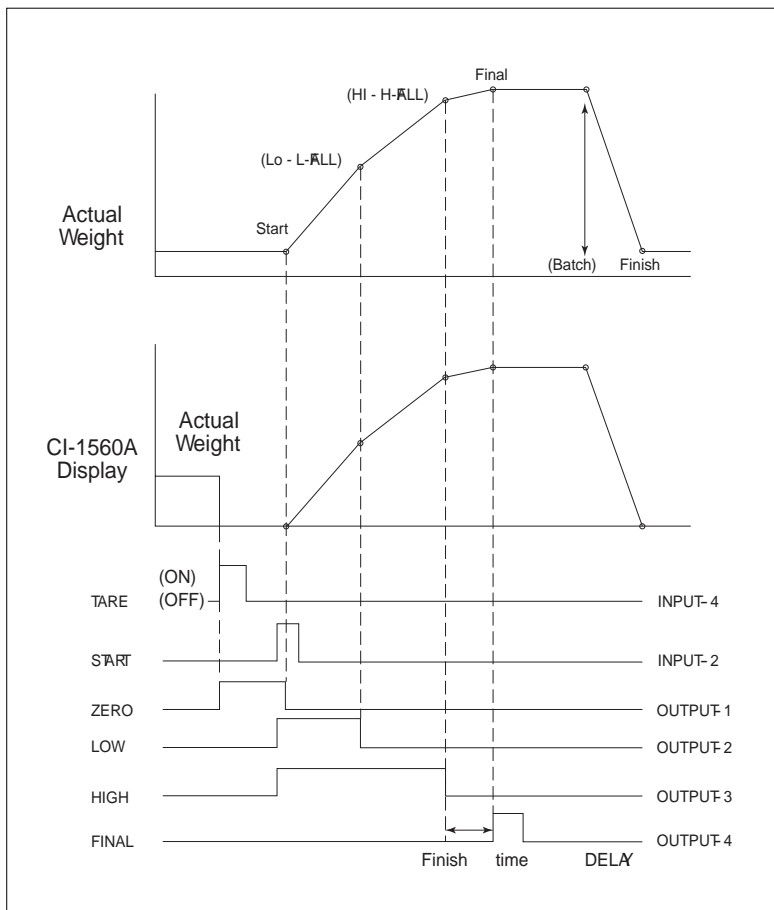 Final
(HI - H-FALL)
(Lo - L-FALL)
Actual
Weight
Start
(Batch) Finish
Actual
Weight
CI-1560A
Display
(ON)
(OFF)
TARE INPUT-4
START INPUT-2
ZERO OUTPUT-1
LOW OUTPUT-2
HIGH OUTPUT-3
FINAL OUTPUT-4
Finish time DELAY